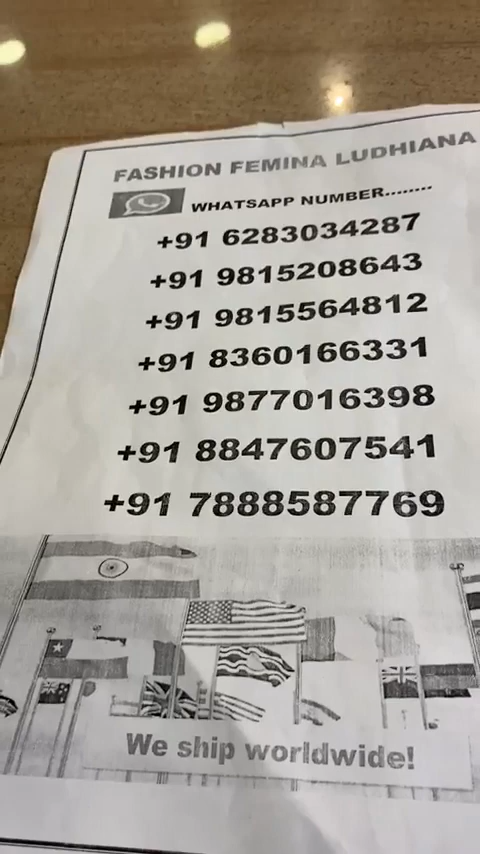 FASHION FEMINA LUDHIANA
WHATSAPP NUMBER........
+91 6283034287
+91 9815208643
+91 9815564812
+91 8360166331
+91 9877016398
+91 8847607541
+91 7888587769
We ship worldwide!